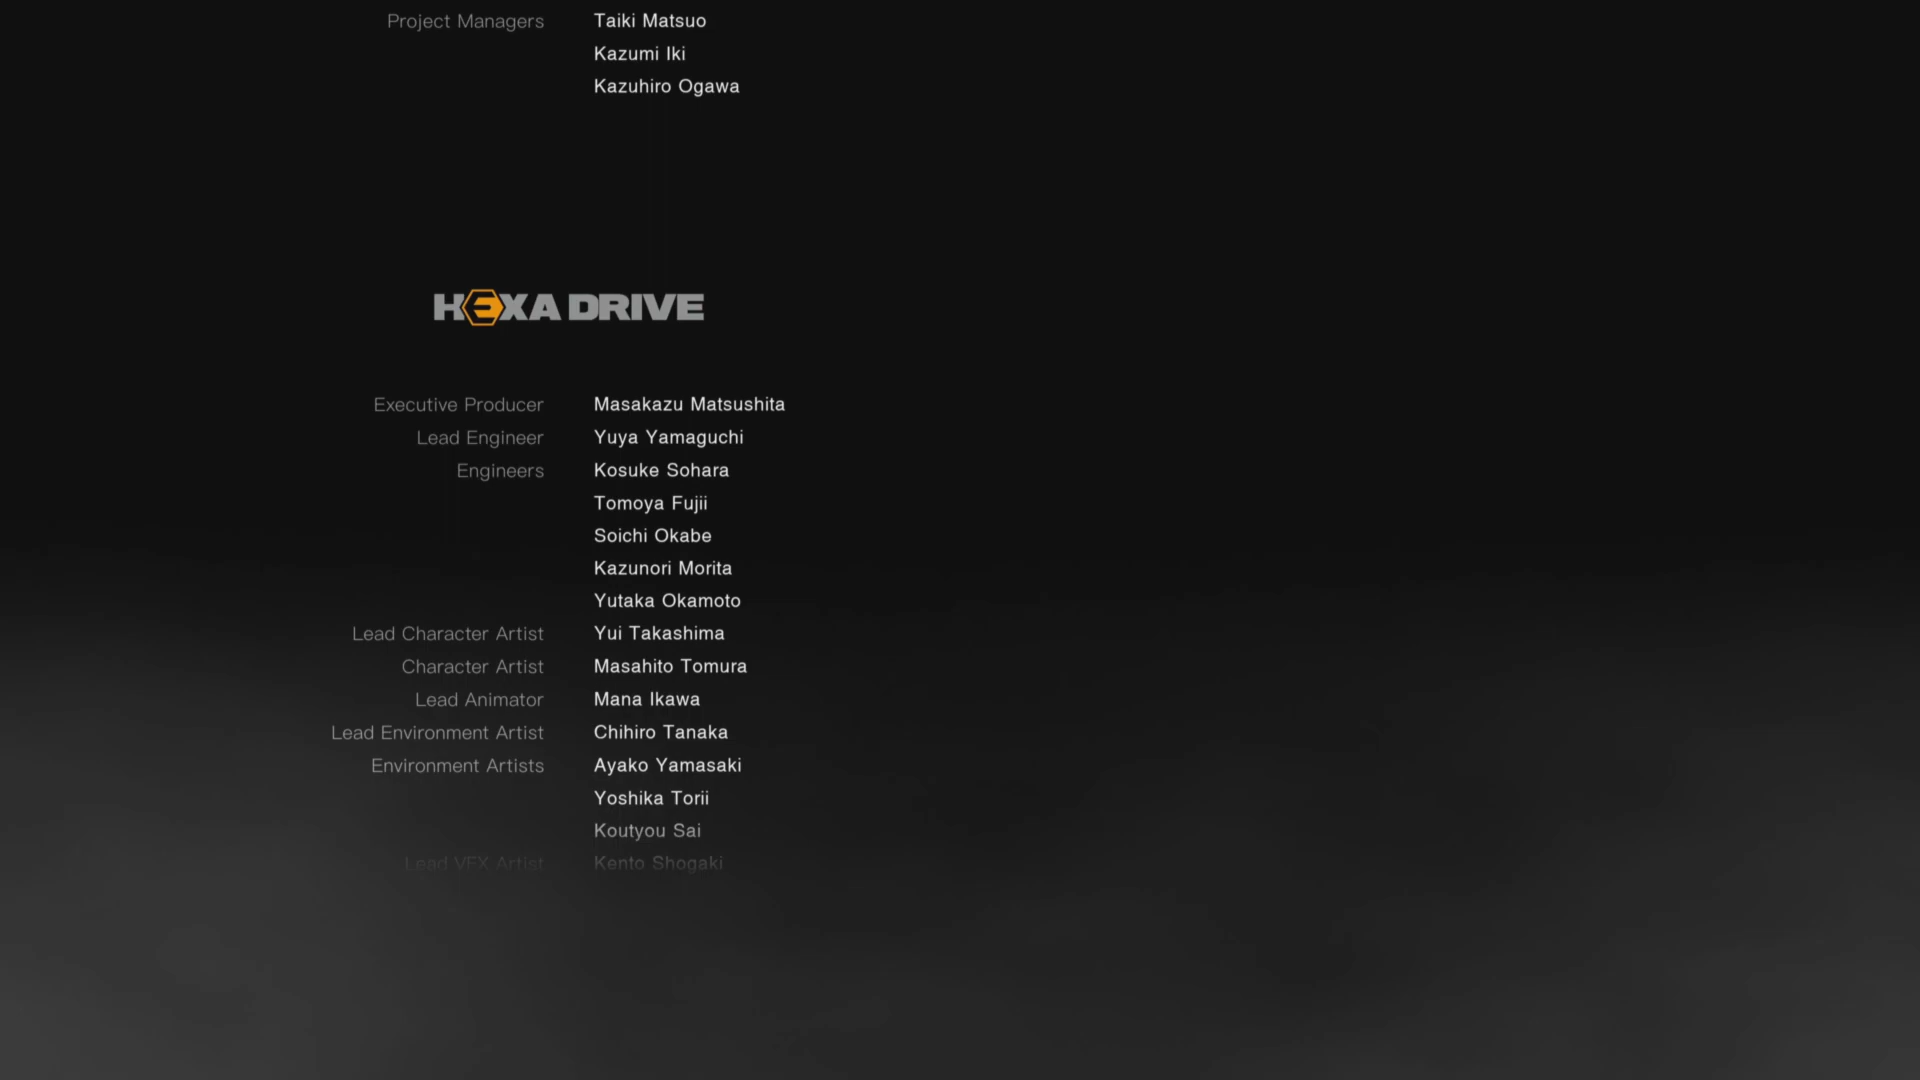 Project Managers Taiki Matsuo
Kazumi Iki
Kazuhiro Ogawa
HEXA DRIVE
Executive Producer Masakazu Matsushita
Lead Engineer Yuya Yamaguchi
Engineers Kosuke Sohara
Tomoya Fujii
Soichi Okabe
Kazunori Morita
Yutaka Okamoto
Lead Character Artist Yui Takashima
Character Artist Masahito Tomura
Lead Animator Mana Ikawa
Lead Environment Artist Chihiro Tanaka
Environment Artists Ayako Yamasaki
Yoshika Torii
Koutyou Sai
Lead VFX Artist Kento Shogaki